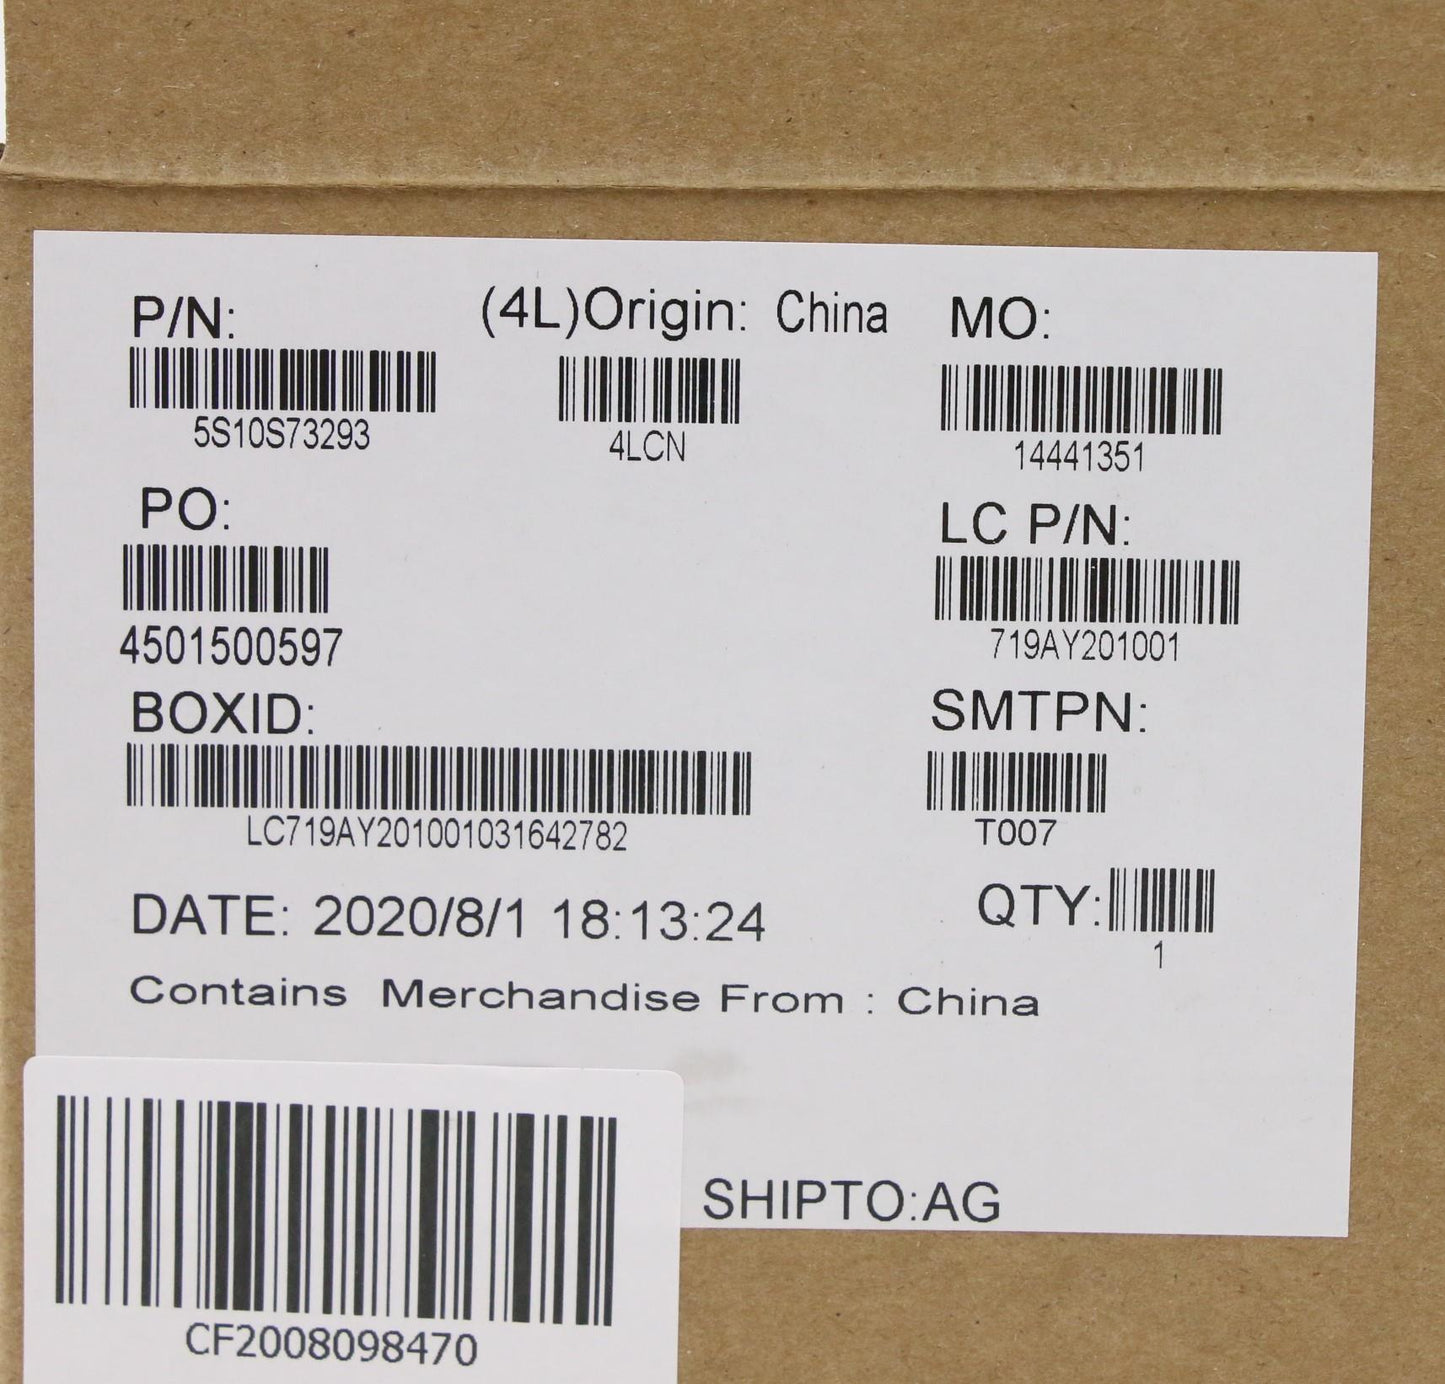 P/N: (4L)Origin: China MO:
5S10S73293 4LCN 14441351
PO: LC P/N:
4501500597 719AY201001
BOXID: SMTPN:
LC719AY201001031642782 T007
DATE: 2020/8/1 18:13:24 QTY:
1
Contains Merchandise From : China
SHIPTO:AG
CF2008098470